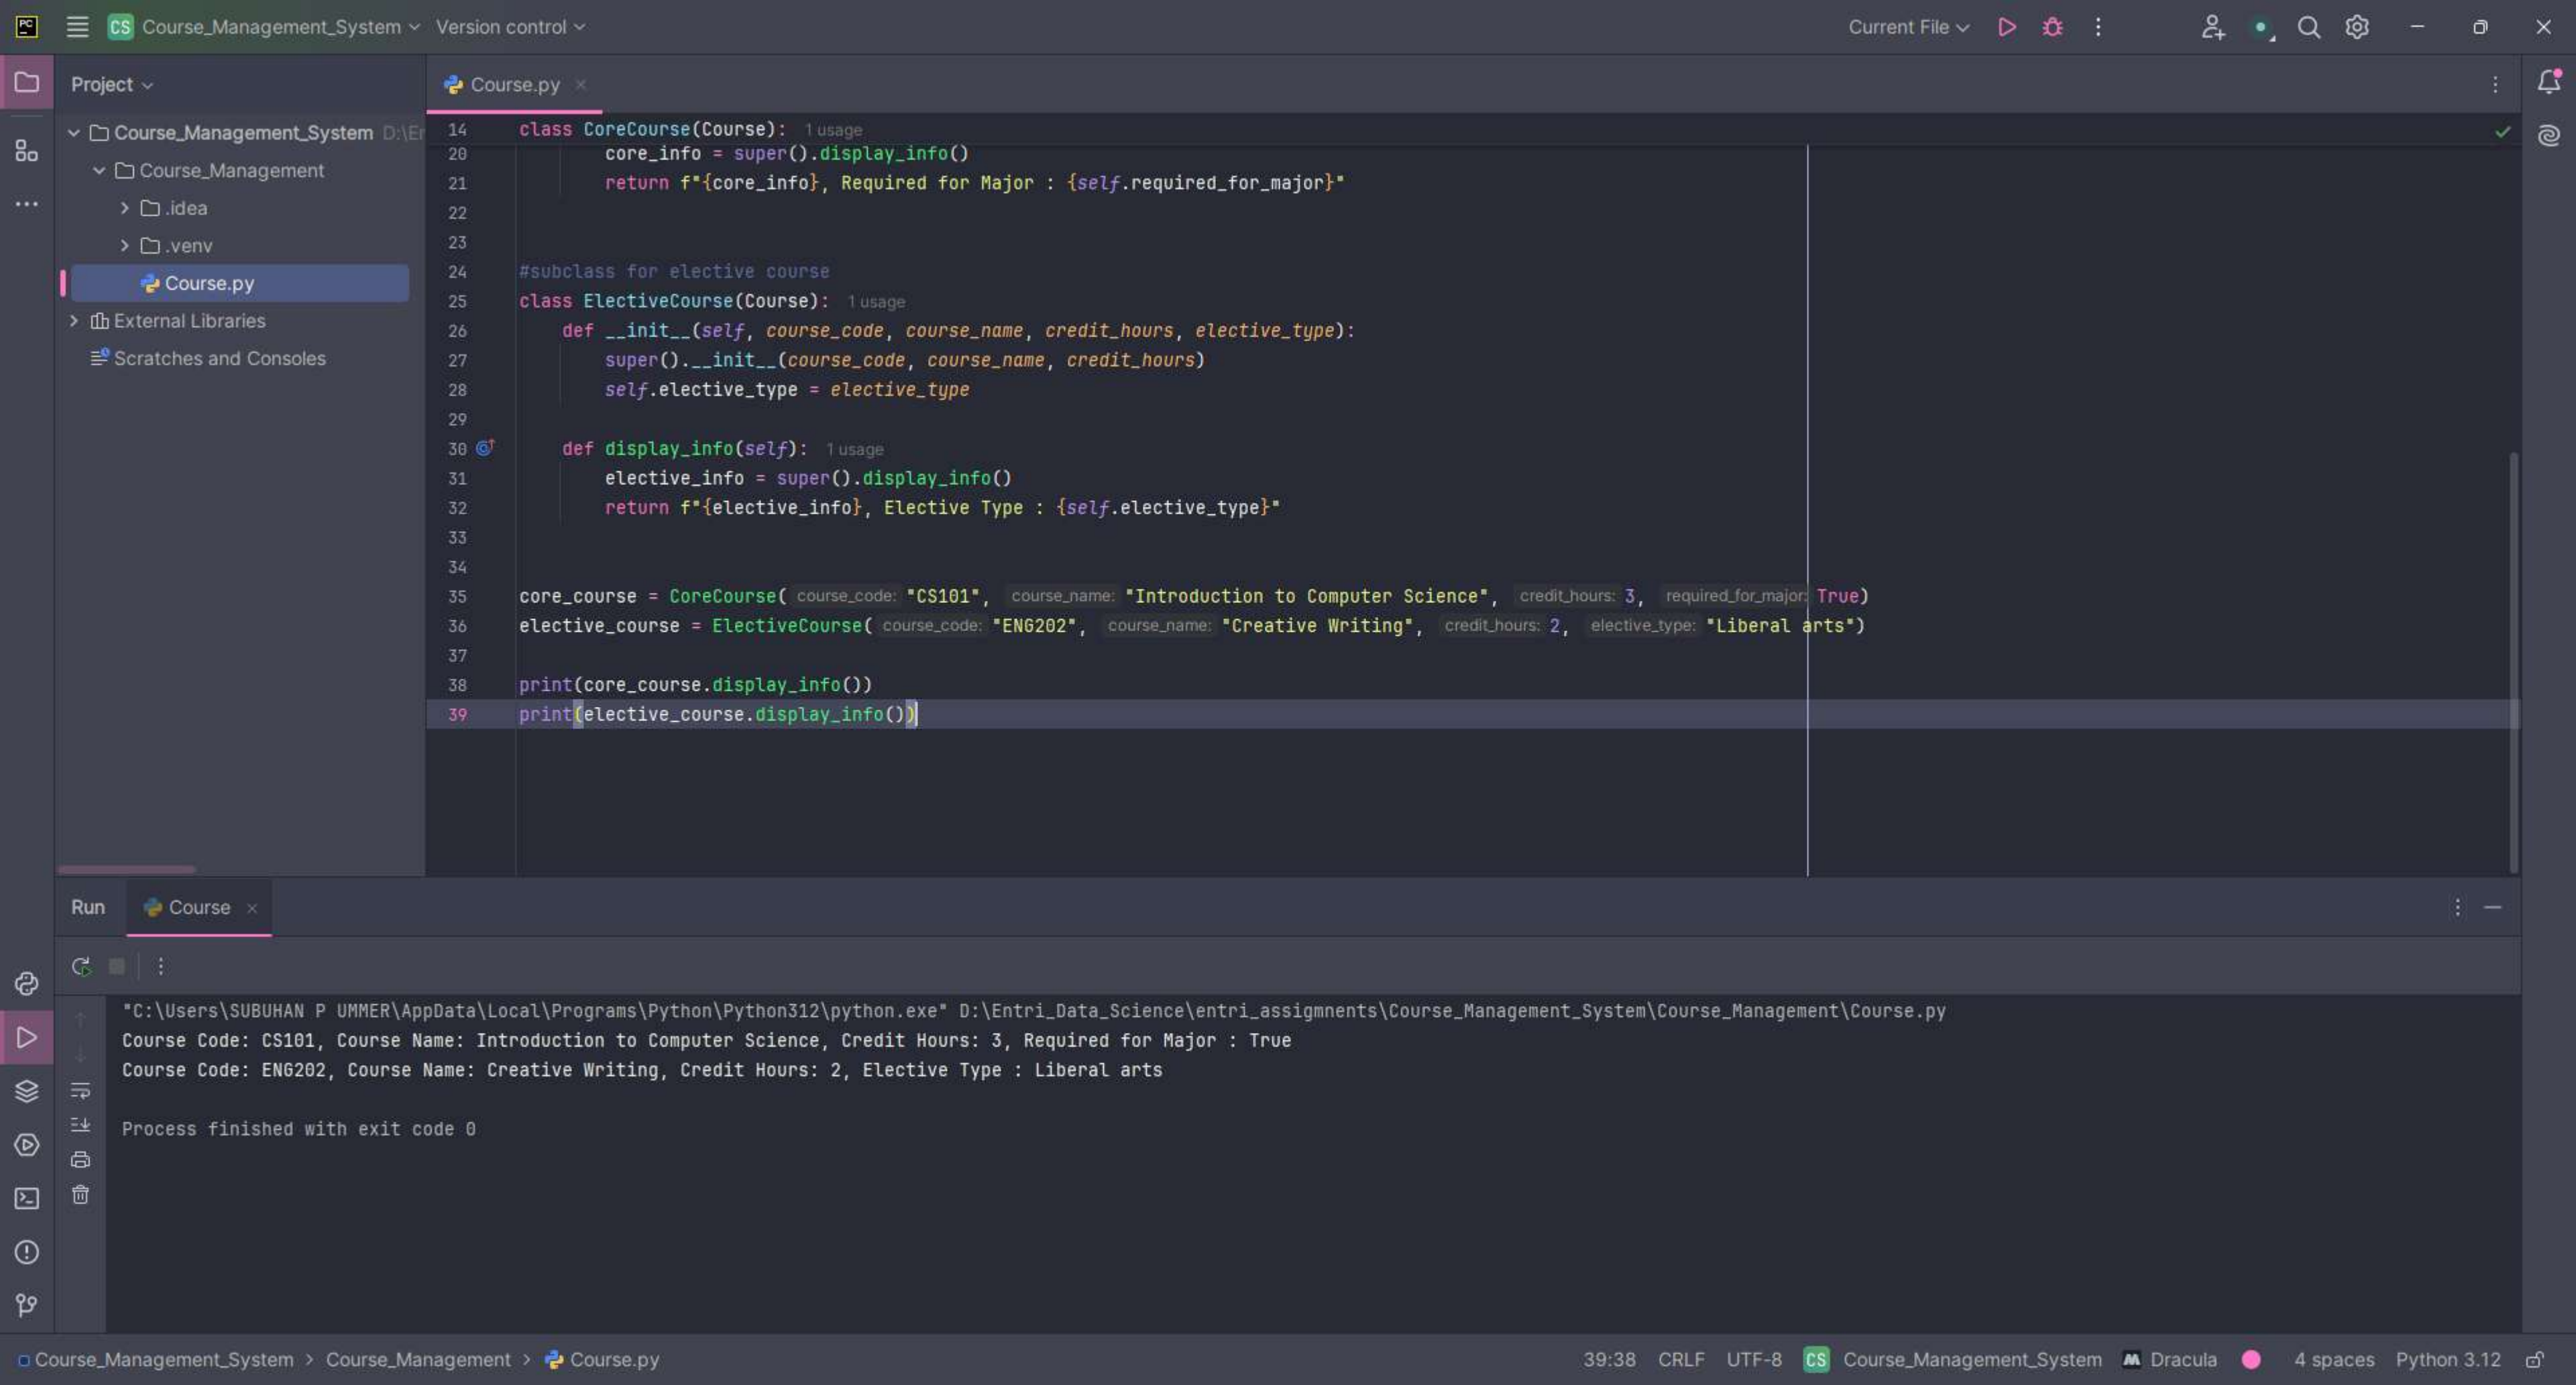 PC
CS Course_Management_System Version control Current File
Project
Course.py
Course_Management_System D:\Er
Course_Management
.idea
.venv
Course.py
External Libraries
Scratches and Consoles
14 class CoreCourse(Course): 1 usage
20 core_info = super().display_info()
21 return f"{core_info}, Required for Major : {self.required_for_major}"
22
23
24 #subclass for elective course
25 class ElectiveCourse(Course): 1 usage
26 def __init__(self, course_code, course_name, credit_hours, elective_type):
27 super().__init__(course_code, course_name, credit_hours)
28 self.elective_type = elective_type
29
30 def display_info(self): 1 usage
31 elective_info = super().display_info()
32 return f"{elective_info}, Elective Type : {self.elective_type}"
33
34
35 core_course = CoreCourse( course_code: "CS101", course_name: "Introduction to Computer Science", credit_hours: 3, required_for_major: True)
36 elective_course = ElectiveCourse( course_code: "ENG202", course_name: "Creative Writing", credit_hours: 2, elective_type: "Liberal arts")
37
38 print(core_course.display_info())
39 print(elective_course.display_info())
Run Course
"C:\Users\SUBUHAN P UMMER\AppData\Local\Programs\Python\Python312\python.exe" D:\Entri_Data_Science\entri_assigmnents\Course_Management_System\Course_Management\Course.py
Course Code: CS101, Course Name: Introduction to Computer Science, Credit Hours: 3, Required for Major : True
Course Code: ENG202, Course Name: Creative Writing, Credit Hours: 2, Elective Type : Liberal arts
Process finished with exit code 0
Course_Management_System > Course_Management > Course.py 39:38 CRLF UTF-8 CS Course_Management_System M Dracula 4 spaces Python 3.12